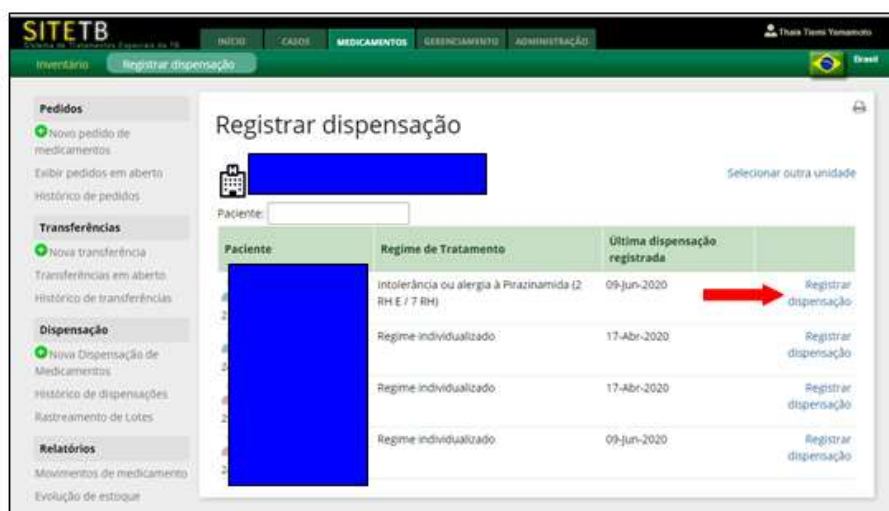 SITETB
Sistema de Tratamentos Especiais da TB
INÍCIO
CASOS
MEDICAMENTOS
GERENCIAMENTO
ADMINISTRAÇÃO
Thais Tiemi Yamamoto
Inventário
Registrar dispensação
Brasil
Pedidos
Novo pedido de
medicamentos
Exibir pedidos em aberto
Histórico de pedidos
Transferências
Nova transferência
Transferências em aberto
Histórico de transferências
Dispensação
Nova Dispensação de
Medicamentos
Histórico de dispensações
Rastreamento de Lotes
Relatórios
Movimentos de medicamento
Evolução de estoque
Registrar dispensação
Selecionar outra unidade
Paciente:
Paciente
Regime de Tratamento
Última dispensação
registrada
Intolerância ou alergia à Pirazinamida (2
RH E / 7 RH)
09-Jun-2020
Registrar
dispensação
Regime individualizado
17-Abr-2020
Registrar
dispensação
Regime individualizado
17-Abr-2020
Registrar
dispensação
Regime individualizado
09-Jun-2020
Registrar
dispensação